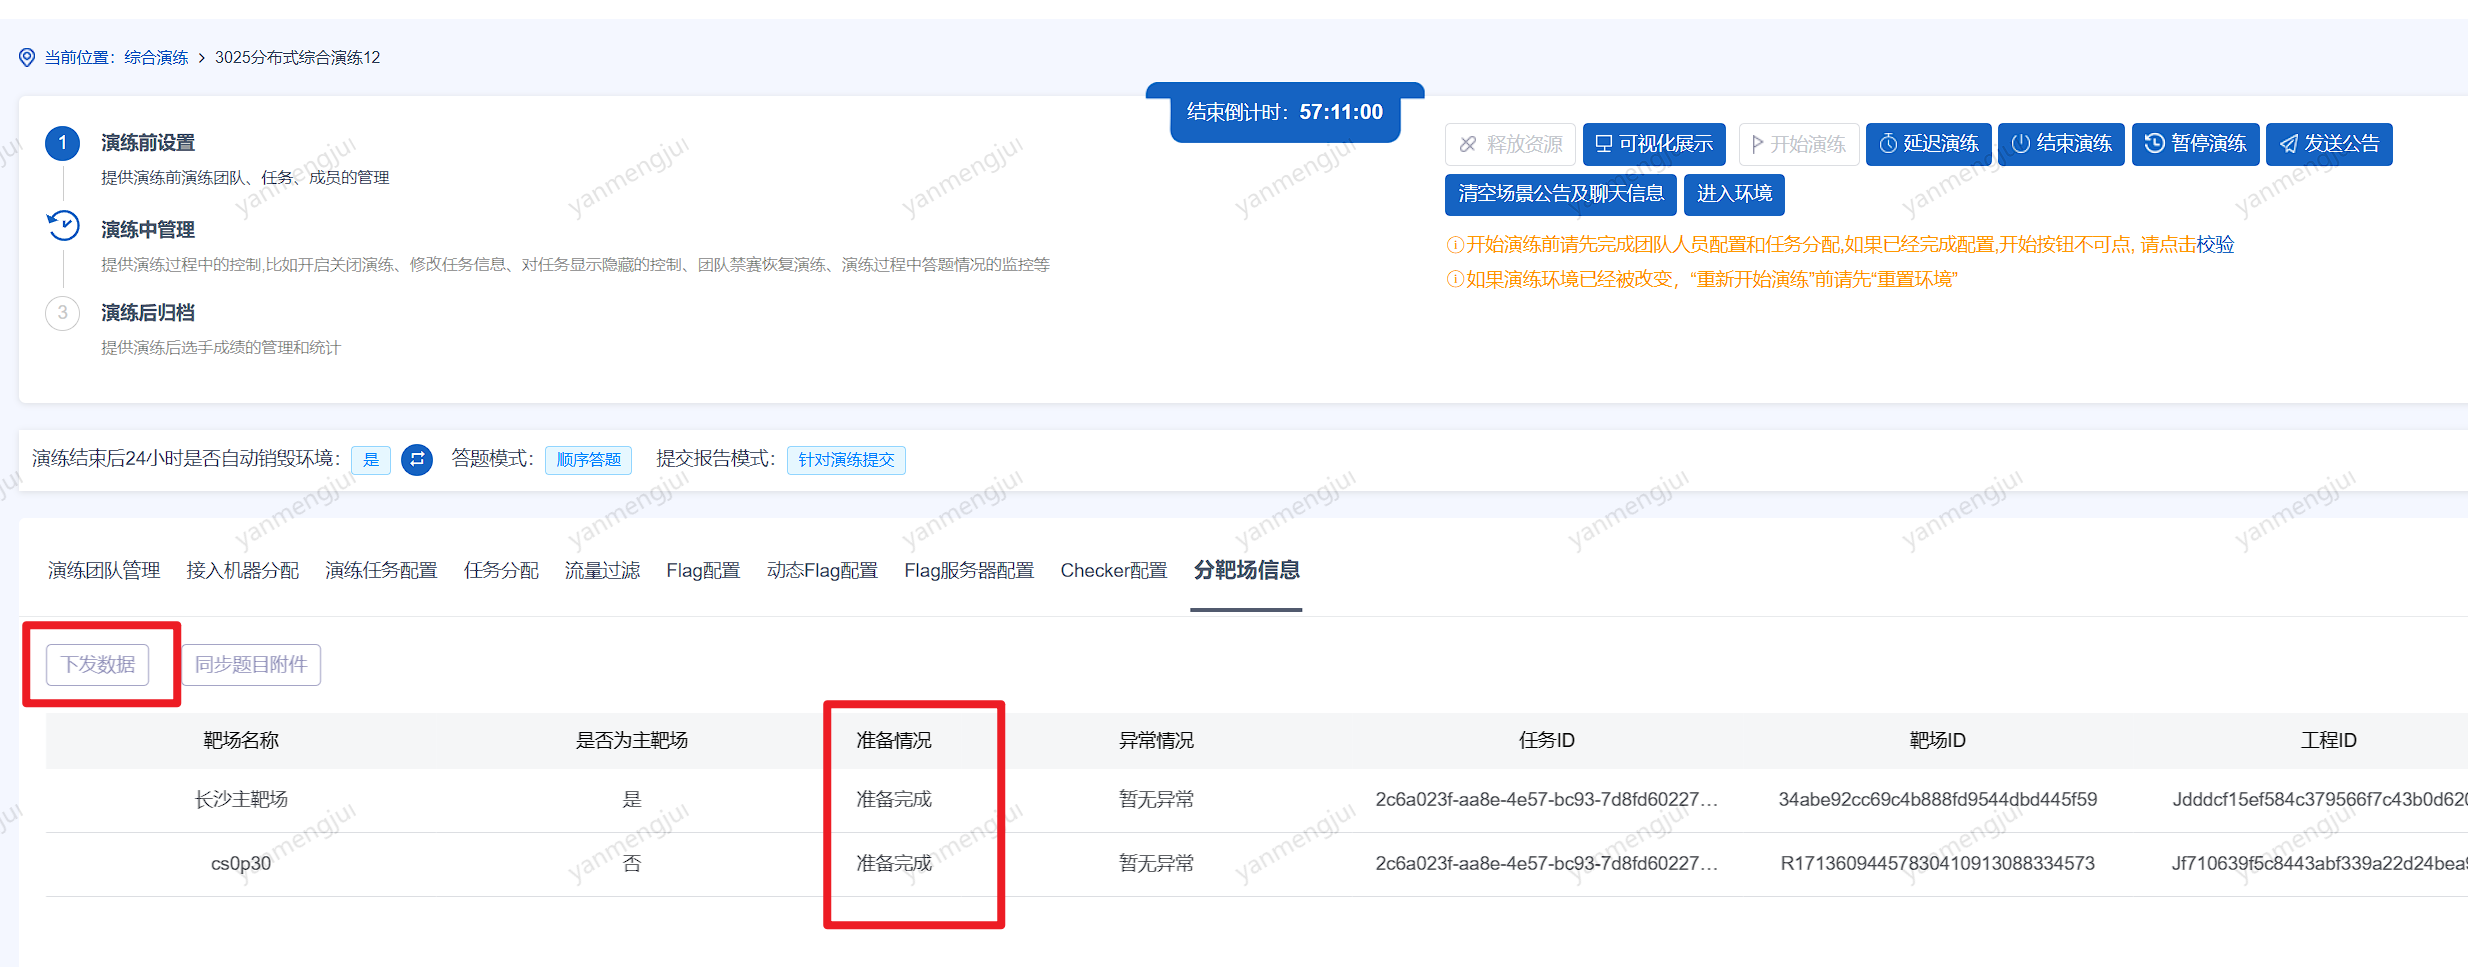 当前位置：综合演练 > 3025分布式综合演练12
结束倒计时：57:11:00
1 演练前设置
提供演练前演练团队、任务、成员的管理
演练中管理
提供演练过程中的控制,比如开启关闭演练、修改任务信息、对任务显示隐藏的控制、团队禁赛恢复演练、演练过程中答题情况的监控等
3 演练后归档
提供演练后选手成绩的管理和统计
释放资源 可视化展示 开始演练 延迟演练 结束演练 暂停演练 发送公告
清空场景公告及聊天信息 进入环境
开始演练前请先完成团队人员配置和任务分配,如果已经完成配置,开始按钮不可点, 请点击校验
如果演练环境已经被改变，“重新开始演练”前请先“重置环境”
演练结束后24小时是否自动销毁环境： 是 答题模式： 顺序答题 提交报告模式： 针对演练提交
演练团队管理 接入机器分配 演练任务配置 任务分配 流量过滤 Flag配置 动态Flag配置 Flag服务器配置 Checker配置 分靶场信息
下发数据 同步题目附件
靶场名称 是否为主靶场 准备情况 异常情况 任务ID 靶场ID 工程ID
长沙主靶场 是 准备完成 暂无异常 2c6a023f-aa8e-4e57-bc93-7d8fd60227... 34abe92cc69c4b888fd9544dbd445f59 Jdddcf15ef584c379566f7c43b0d620
cs0p30 否 准备完成 暂无异常 2c6a023f-aa8e-4e57-bc93-7d8fd60227... R17136094457830410913088334573 Jf710639f5c8443abf339a22d24bea9
yanmengjui